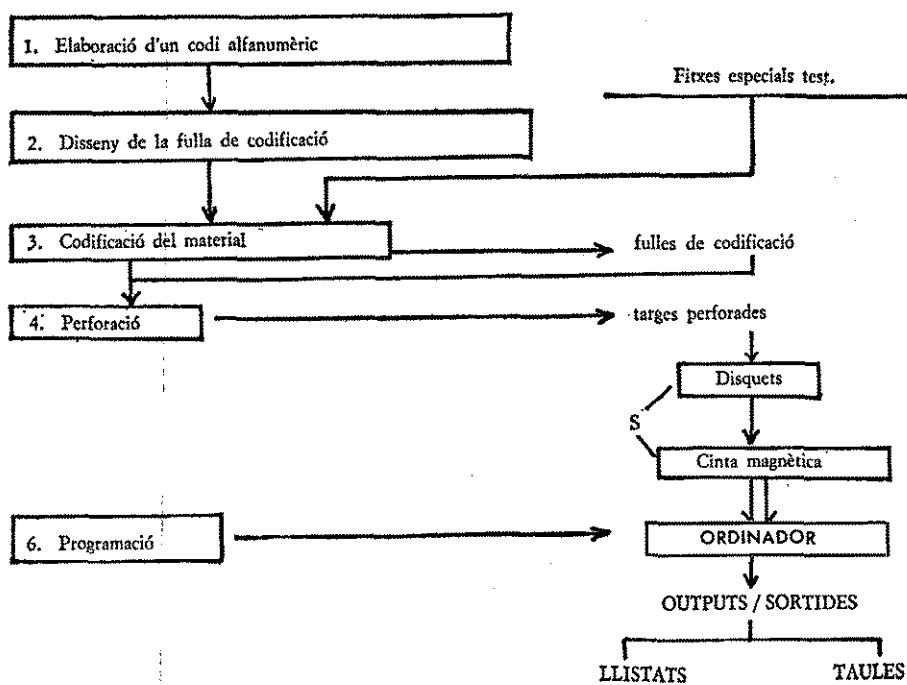 1. Elaboració d'un codi alfanumèric
Fitxes especials test.
2. Disseny de la fulla de codificació
3. Codificació del material
fulles de codificació
4. Perforació
targes perforades
Disquets
S
Cinta magnètica
6. Programació
ORDINADOR
OUTPUTS / SORTIDES
LLISTATS
TAULES